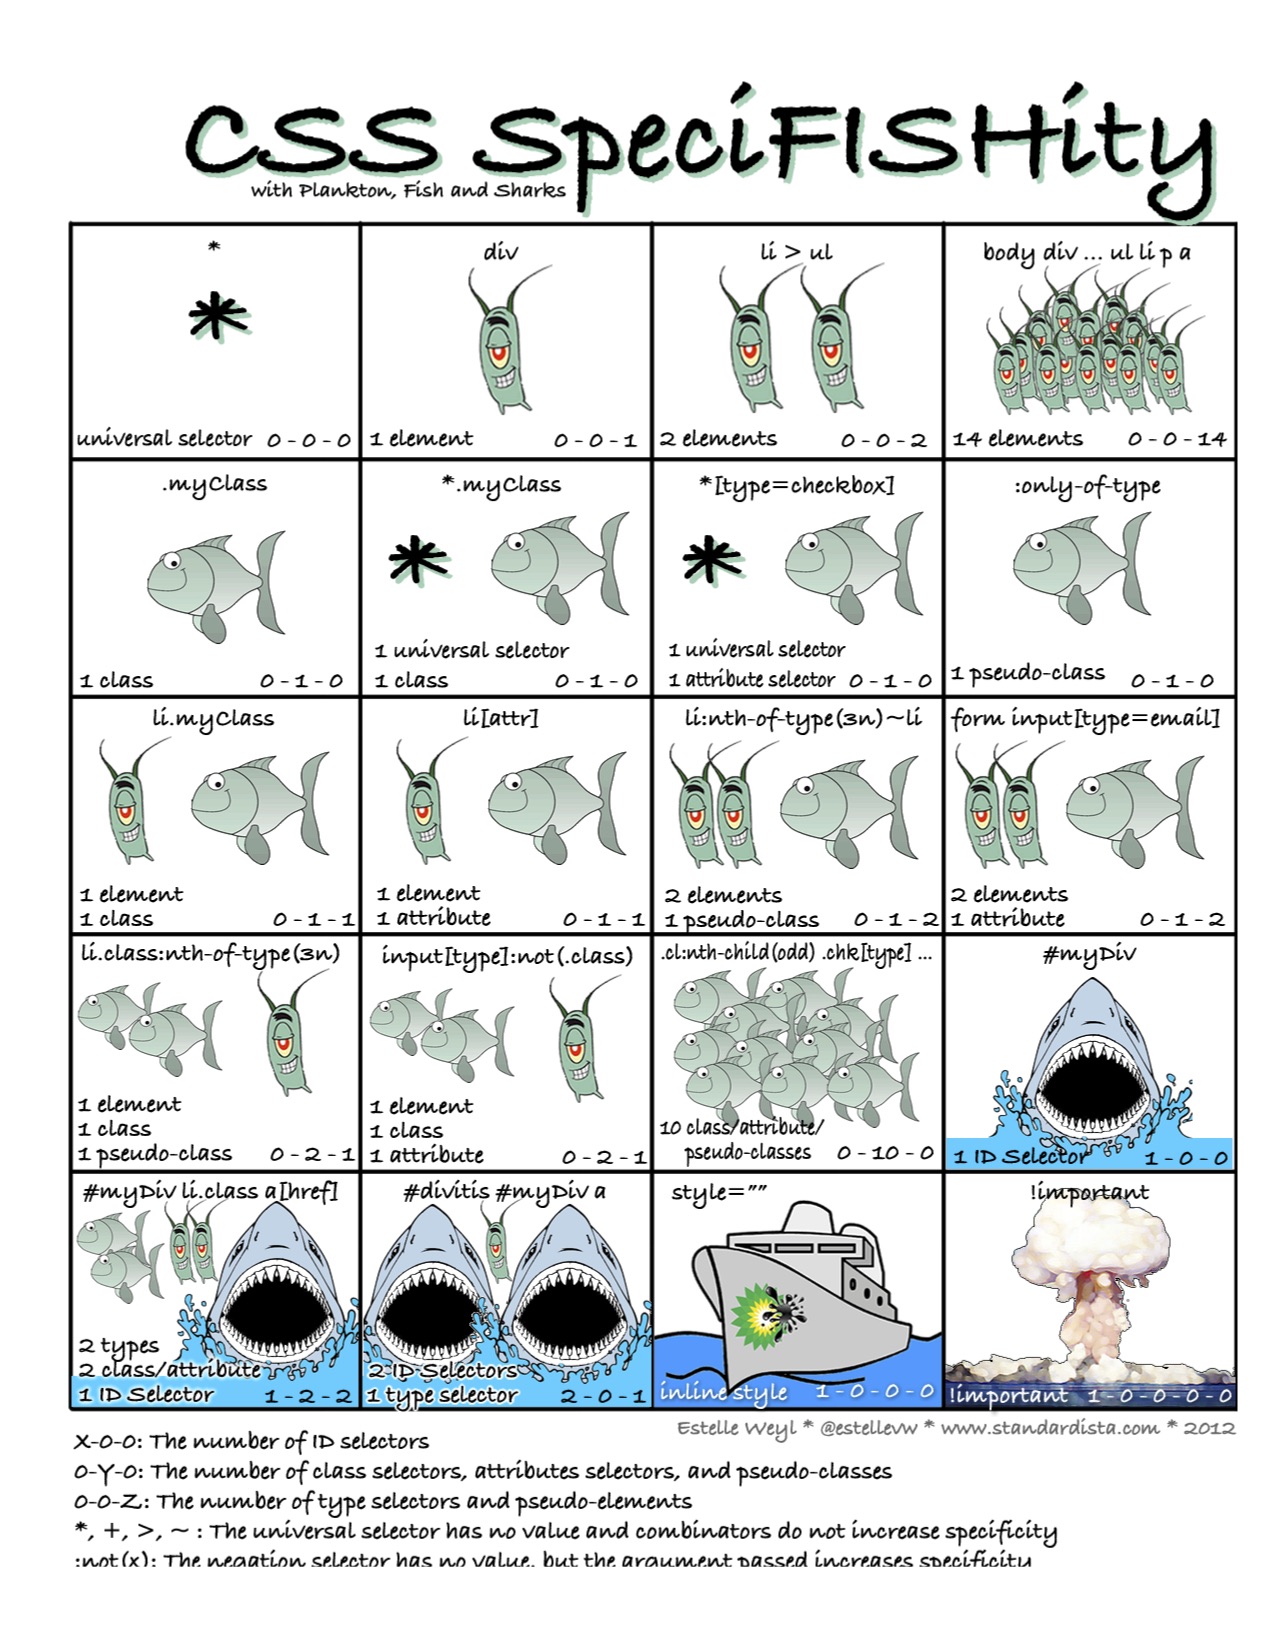 CSS SpeciFISHity
with Plankton, Fish and Sharks
*
*
universal selector 0-0-0
div
1 element 0-0-1
li > ul
2 elements 0-0-2
body div ... ul li p a
14 elements 0-0-14
.myClass
1 class 0-1-0
*.myClass
*
1 universal selector
1 class 0-1-0
*[type=checkbox]
*
1 universal selector
1 attribute selector 0-1-0
:only-of-type
1 pseudo-class 0-1-0
li.myClass
1 element
1 class 0-1-1
li[attr]
1 element
1 attribute 0-1-1
li:nth-of-type(3n)~li
2 elements
1 pseudo-class 0-1-2
form input[type=email]
2 elements
1 attribute 0-1-2
li.class:nth-of-type(3n)
1 element
1 class
1 pseudo-class 0-2-1
input[type]:not(.class)
1 element
1 class
1 attribute 0-2-1
.cl:nth-child(odd) .chk[type] ...
10 class/attribute/
pseudo-classes 0-10-0
#myDiv
1 ID Selector 1-0-0
#myDiv li.class a[href]
2 types
2 class/attribute
1 ID Selector 1-2-2
#divitis #myDiv a
2 ID Selectors
1 type selector 2-0-1
style=""
inline style 1-0-0-0
!important
!important 1-0-0-0-0
Estelle Weyl * @estellevw * www.standardista.com * 2012
X-0-0: The number of ID selectors
0-Y-0: The number of class selectors, attributes selectors, and pseudo-classes
0-0-Z: The number of type selectors and pseudo-elements
*, +, >, ~ : The universal selector has no value and combinators do not increase specificity
:not(x): The negation selector has no value, but the argument passed increases specificity